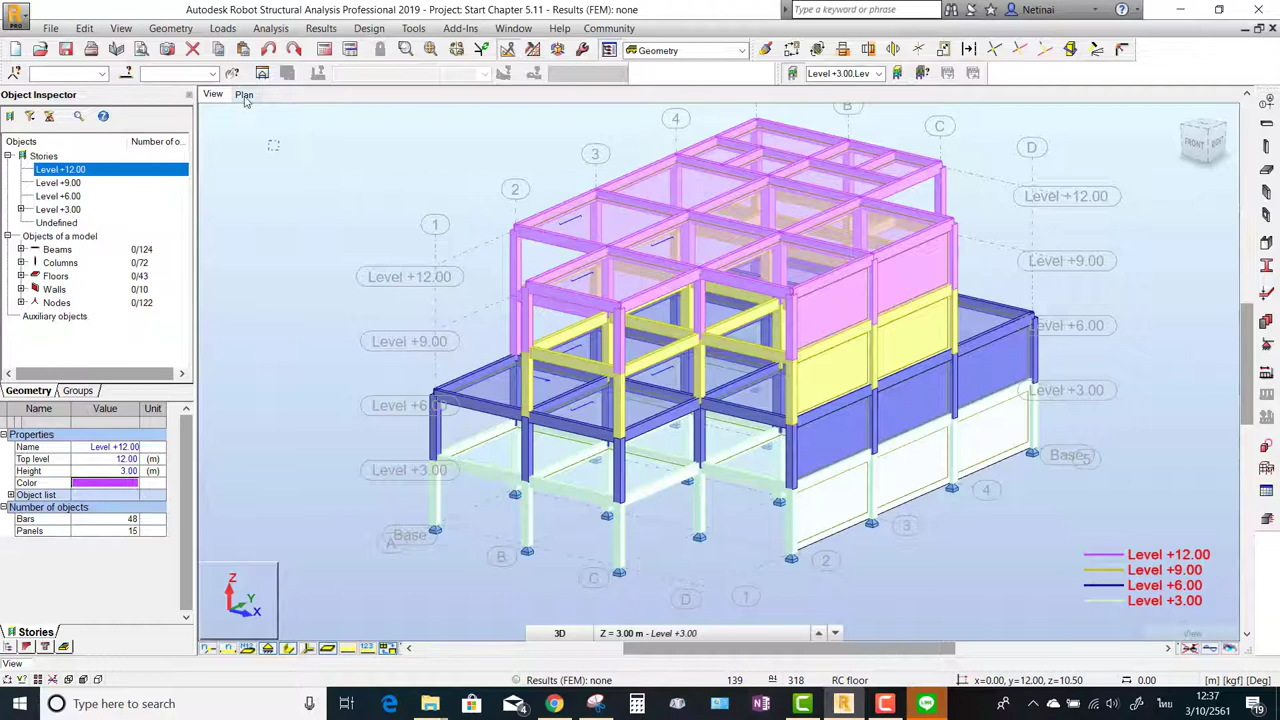 Autodesk Robot Structural Analysis Professional 2019 - Project: Start Chapter 5.11 - Results (FEM): none
Type a keyword or phrase
Netinai
PRO
File Edit View Geometry Loads Analysis Results Design Tools Add-Ins Window Help Community
Geometry
Level +3.00.Lev
Object Inspector
View Plan
Objects Number of o...
Stories
Level +12.00
Level +9.00
Level +6.00
Level +3.00
Undefined
Objects of a model
Beams 0/124
Columns 0/72
Floors 0/43
Walls 0/10
Nodes 0/122
Auxiliary objects
Geometry Groups
Name Value Unit
Properties
Name Level +12.00
Top level 12.00 (m)
Height 3.00 (m)
Color
Object list
Number of objects
Bars 48
Panels 15
Stories
View
1
2
3
4
B
C
D
Level +12.00
Level +9.00
Level +6.00
Level +3.00
Base
A
B
C
D
1
2
3
4
5
Level +12.00
Level +9.00
Level +6.00
Level +3.00
Base
FRONT
Z
Y
X
Level +12.00
Level +9.00
Level +6.00
Level +3.00
View
3D Z = 3.00 m - Level +3.00
Results (FEM): none 139 318 RC floor x=0.00, y=12.00, z=10.50 0.00 [m] [kgf] [Deg]
Type here to search
12:37
3/10/2561
19